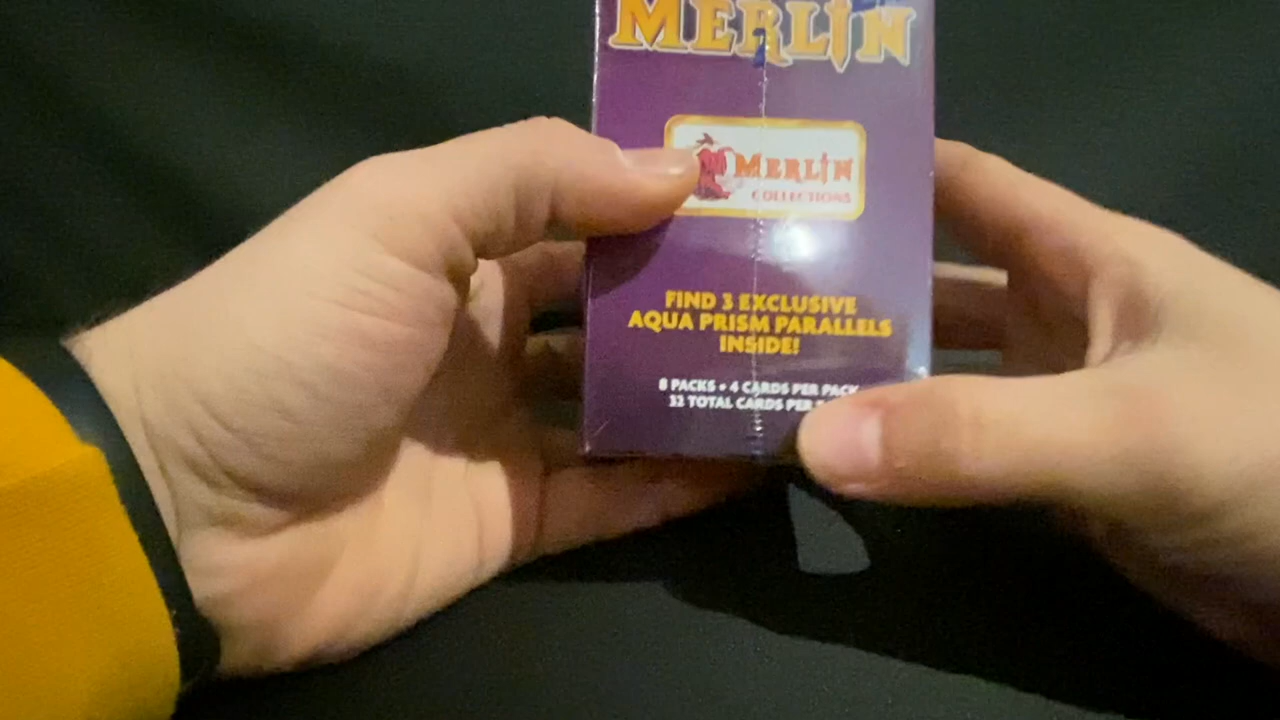 MERLIN
MERLIN
COLLECTIONS
FIND 3 EXCLUSIVE
AQUA PRISM PARALLELS
INSIDE!
8 PACKS • 4 CARDS PER PACK
32 TOTAL CARDS PER